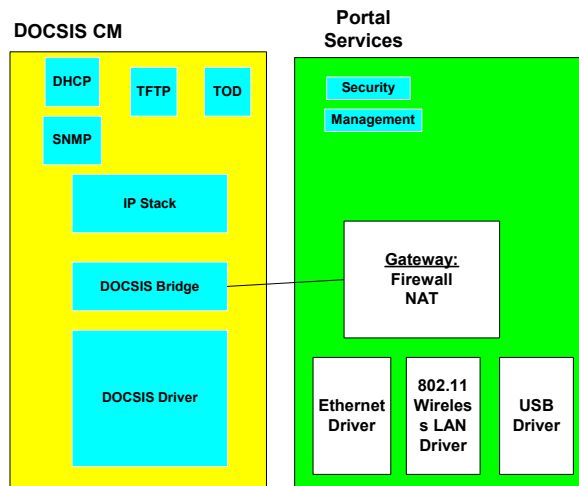 DOCSIS CM
DHCP
TFTP
TOD
SNMP
IP Stack
DOCSIS Bridge
DOCSIS Driver
Portal
Services
Security
Management
Gateway:
Firewall
NAT
Ethernet
Driver
802.11
Wireles
s LAN
Driver
USB
Driver